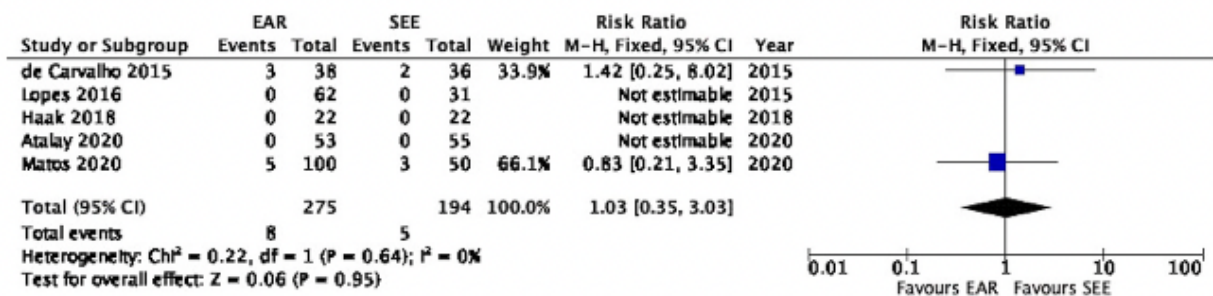 EAR SEE Risk Ratio Risk Ratio
Study or Subgroup Events Total Events Total Weight M-H, Fixed, 95% CI Year M-H, Fixed, 95% CI
de Carvalho 2015 3 38 2 36 33.9% 1.42 [0.25, 8.02] 2015
Lopes 2016 0 62 0 31 Not estimable 2015
Haak 2018 0 22 0 22 Not estimable 2018
Atalay 2020 0 53 0 55 Not estimable 2020
Matos 2020 5 100 3 50 66.1% 0.83 [0.21, 3.35] 2020
Total (95% CI) 275 194 100.0% 1.03 [0.35, 3.03]
Total events 8 5
Heterogeneity: Chi² = 0.22, df = 1 (P = 0.64); I² = 0%
Test for overall effect: Z = 0.06 (P = 0.95)
0.01 0.1 1 10 100
Favours EAR Favours SEE